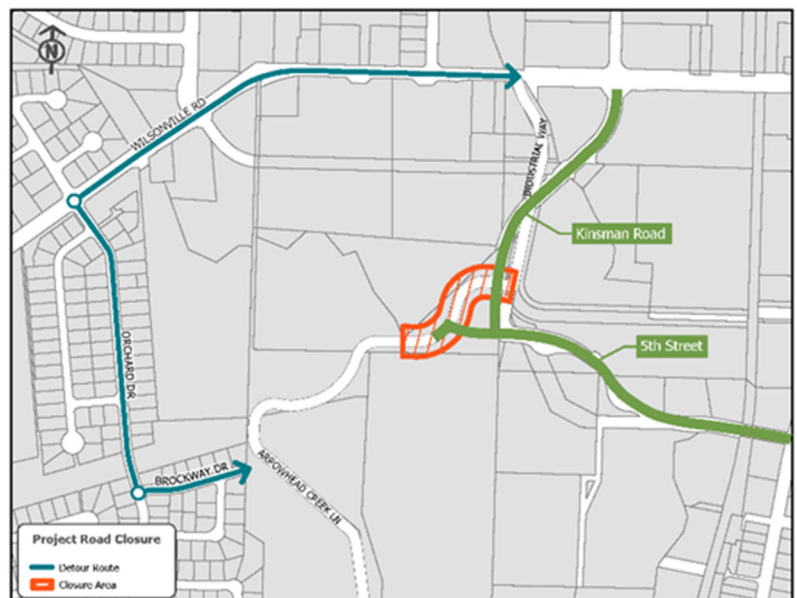 N
WILSONVILLE RD
INDUSTRIAL WAY
Kinsman Road
5th Street
ORCHARD DR
BROCKWAY DR
ARROWHEAD CREEK LN
Project Road Closure
Detour Route
Closure Area